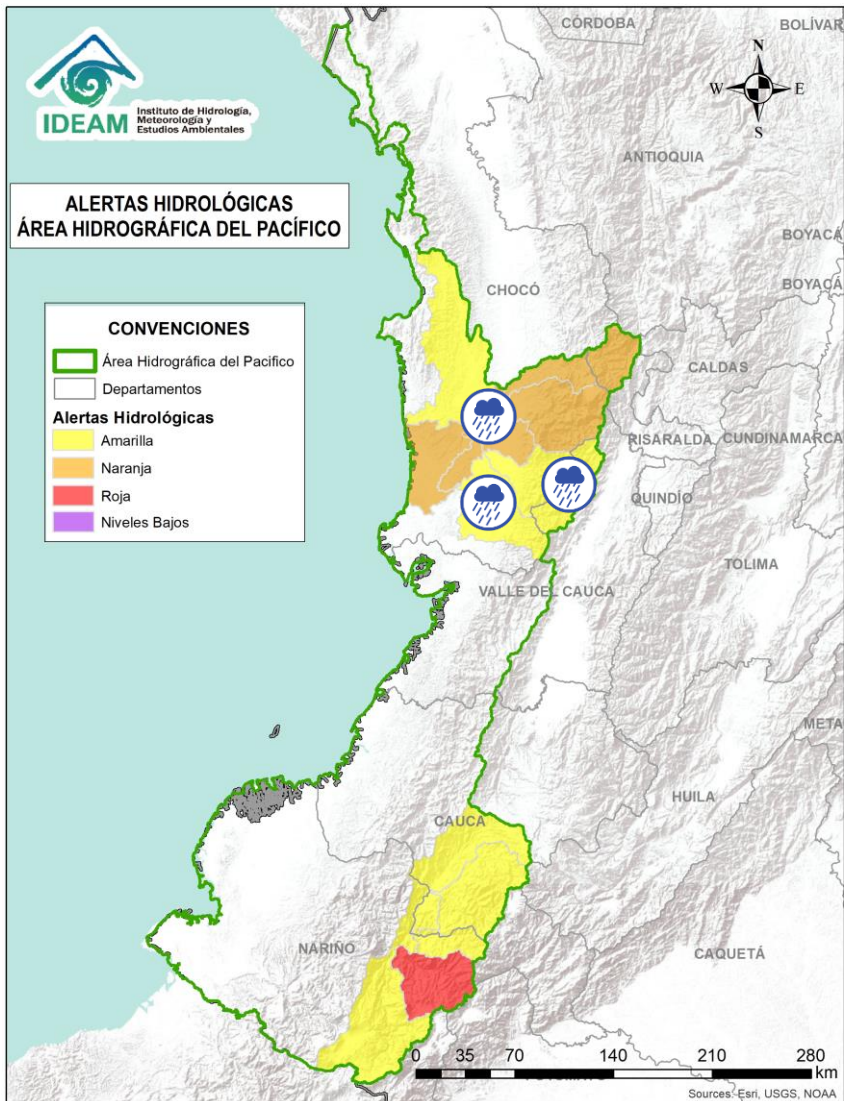 CÓRDOBA
BOLÍVAR
IDEAM
Instituto de Hidrología,
Meteorología y
Estudios Ambientales
N
W E
S
ANTIOQUIA
ALERTAS HIDROLÓGICAS
ÁREA HIDROGRÁFICA DEL PACÍFICO
BOYACÁ
BOYACÁ
CHOCÓ
CONVENCIONES
Área Hidrográfica del Pacifico
Departamentos
Alertas Hidrológicas
Amarilla
Naranja
Roja
Niveles Bajos
CALDAS
RISARALDA
CUNDINAMARCA
QUINDÍO
TOLIMA
VALLE DEL CAUCA
META
HUILA
CAUCA
NARIÑO
CAQUETÁ
0 35 70 140 210 280
km
Sources: Esri, USGS, NOAA